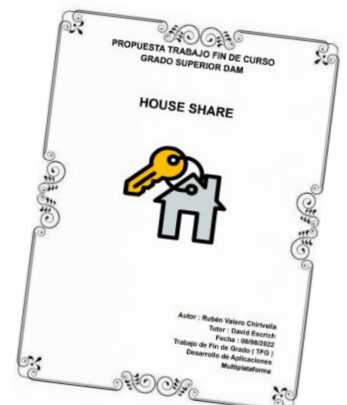 PROPUESTA TRABAJO FIN DE CURSO
GRADO SUPERIOR DAM
HOUSE SHARE
Autor : Rubén Valero Chirivella
Tutor : David Escrich
Fecha : 08/06/2022
Trabajo de Fin de Grado ( TFG )
Desarrollo de Aplicaciones
Multiplataforma